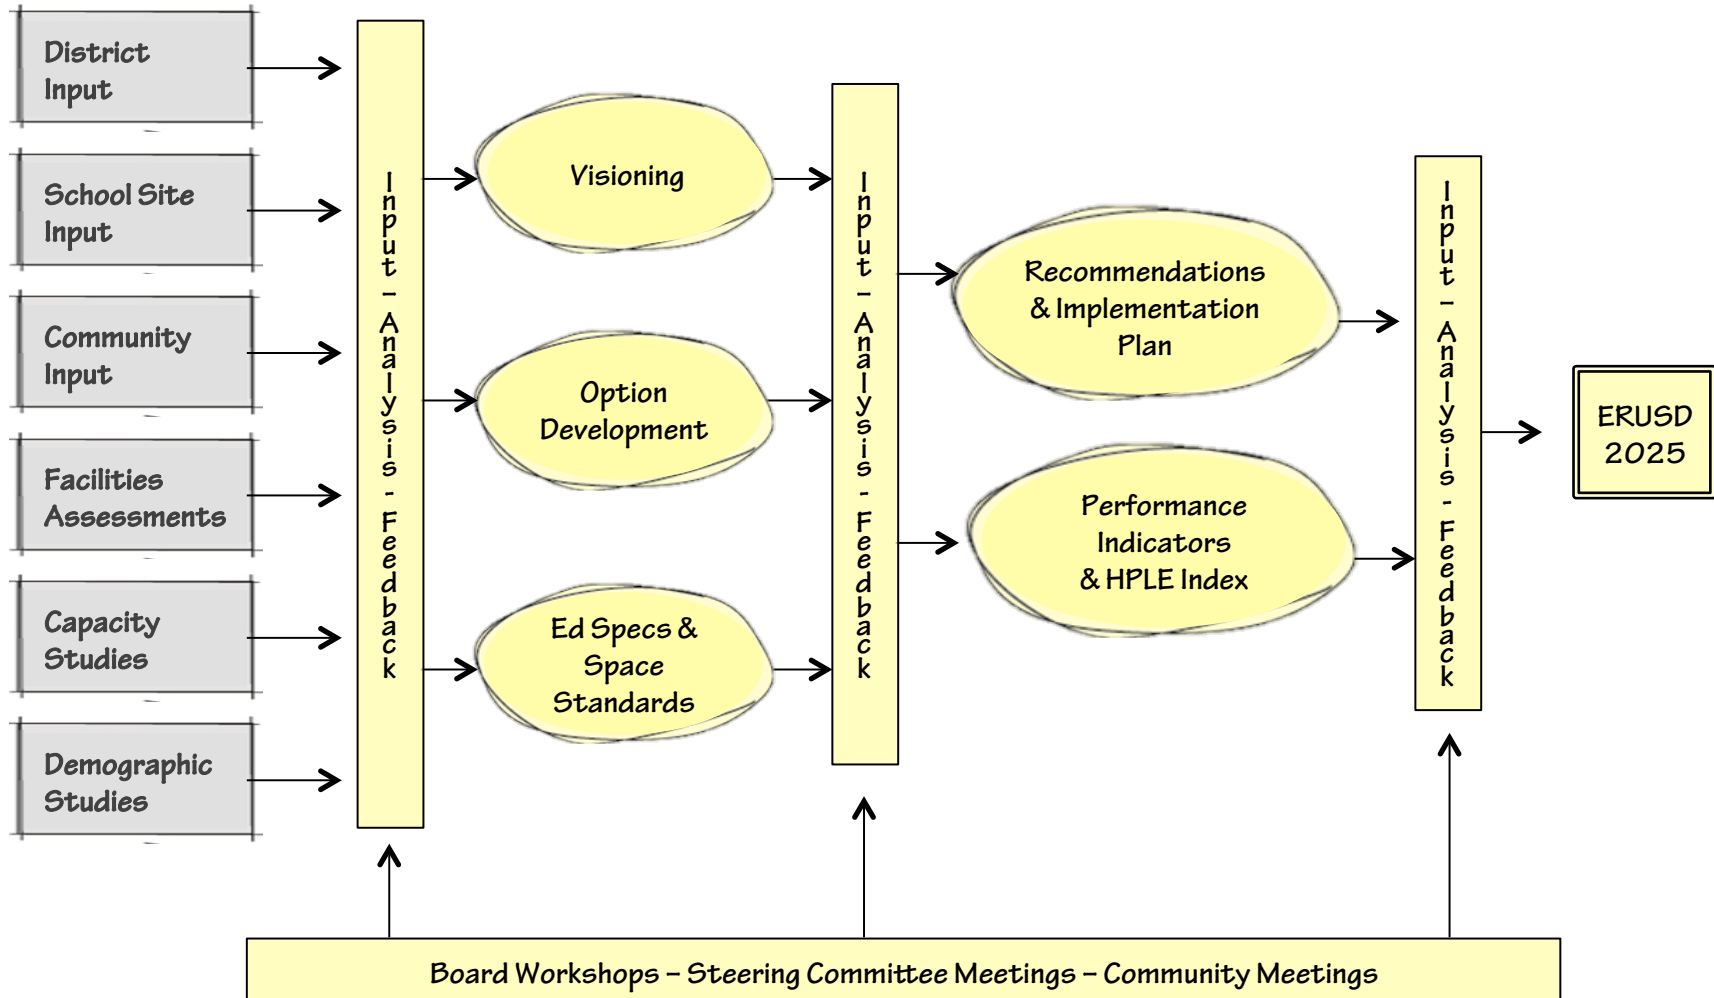 District
Input
School Site
Input
Community
Input
Facilities
Assessments
Capacity
Studies
Demographic
Studies
Input – Analysis - Feedback
Visioning
Option
Development
Ed Specs &
Space
Standards
Input – Analysis - Feedback
Recommendations
& Implementation
Plan
Performance
Indicators
& HPLE Index
Input – Analysis - Feedback
ERUSD
2025
Board Workshops – Steering Committee Meetings – Community Meetings